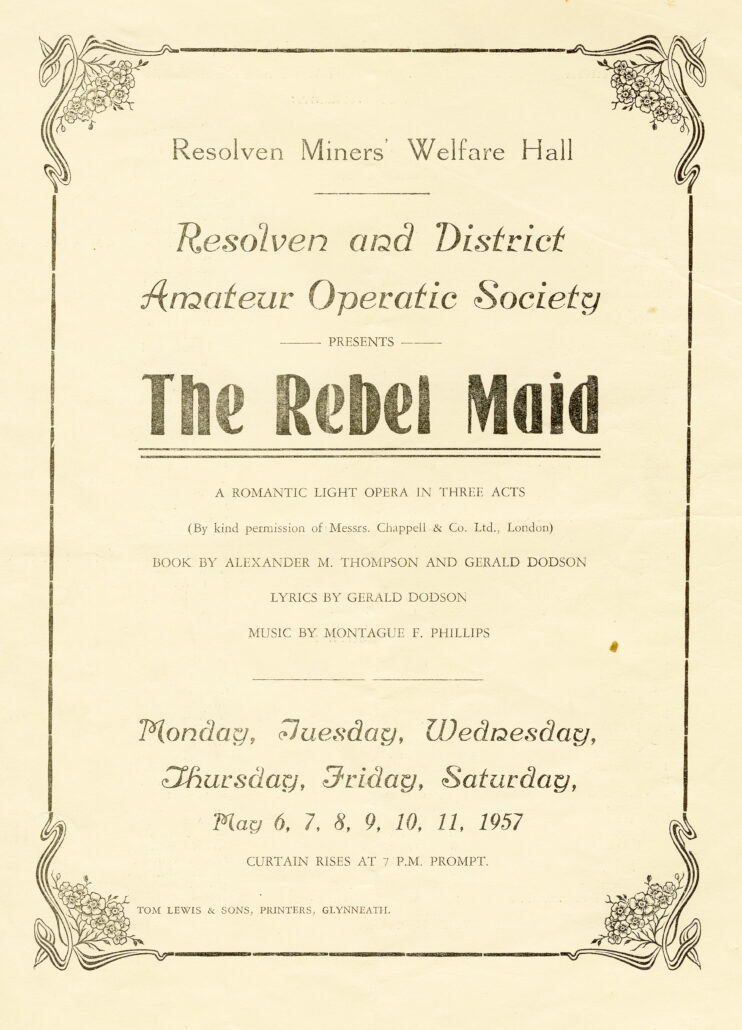 Resolven Miners' Welfare Hall
Resolven and District
Amateur Operatic Society
PRESENTS
The Rebel Maid
A ROMANTIC LIGHT OPERA IN THREE ACTS
(By kind permission of Messrs. Chappell & Co. Ltd., London)
BOOK BY ALEXANDER M. THOMPSON AND GERALD DODSON
LYRICS BY GERALD DODSON
MUSIC BY MONTAGUE F. PHILLIPS
Monday, Tuesday, Wednesday,
Thursday, Friday, Saturday,
May 6, 7, 8, 9, 10, 11, 1957
CURTAIN RISES AT 7 P.M. PROMPT.
TOM LEWIS & SONS, PRINTERS, GLYNNEATH.